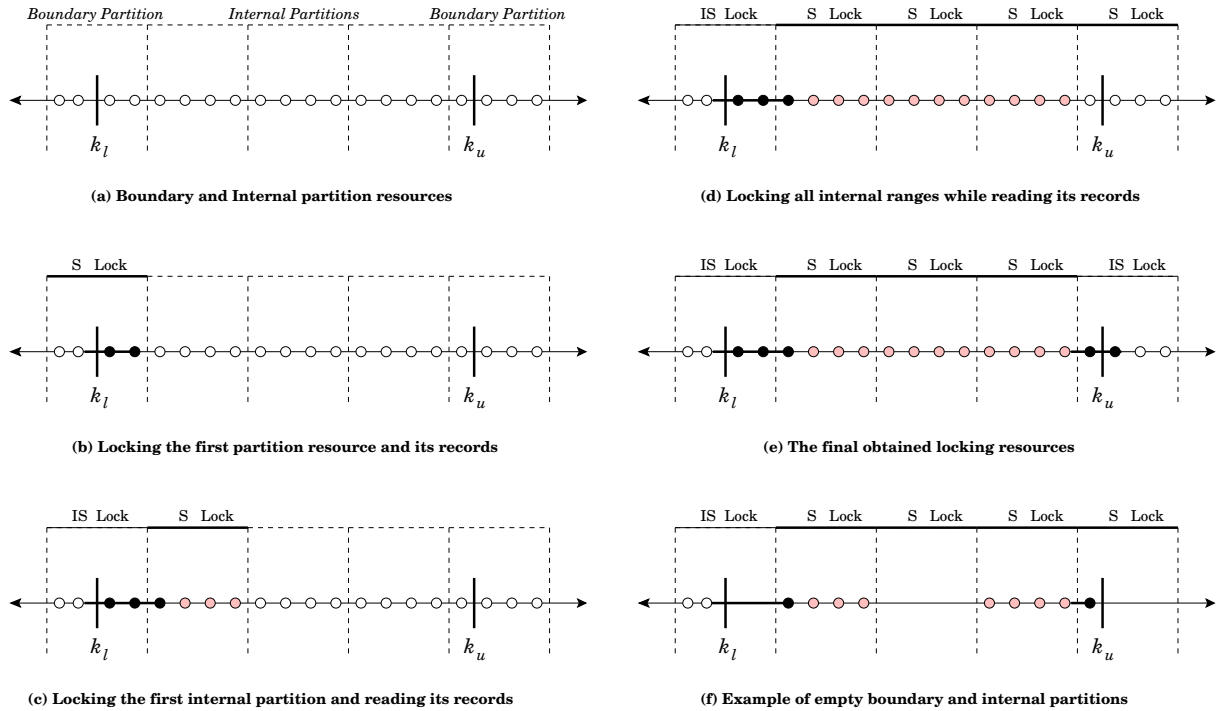 Boundary Partition Internal Partitions Boundary Partition
k_l k_u
(a) Boundary and Internal partition resources
S Lock
k_l k_u
(b) Locking the first partition resource and its records
IS Lock S Lock
k_l k_u
(c) Locking the first internal partition and reading its records
IS Lock S Lock S Lock S Lock S Lock
k_l k_u
(d) Locking all internal ranges while reading its records
IS Lock S Lock S Lock S Lock IS Lock
k_l k_u
(e) The final obtained locking resources
IS Lock S Lock S Lock S Lock S Lock
k_l k_u
(f) Example of empty boundary and internal partitions